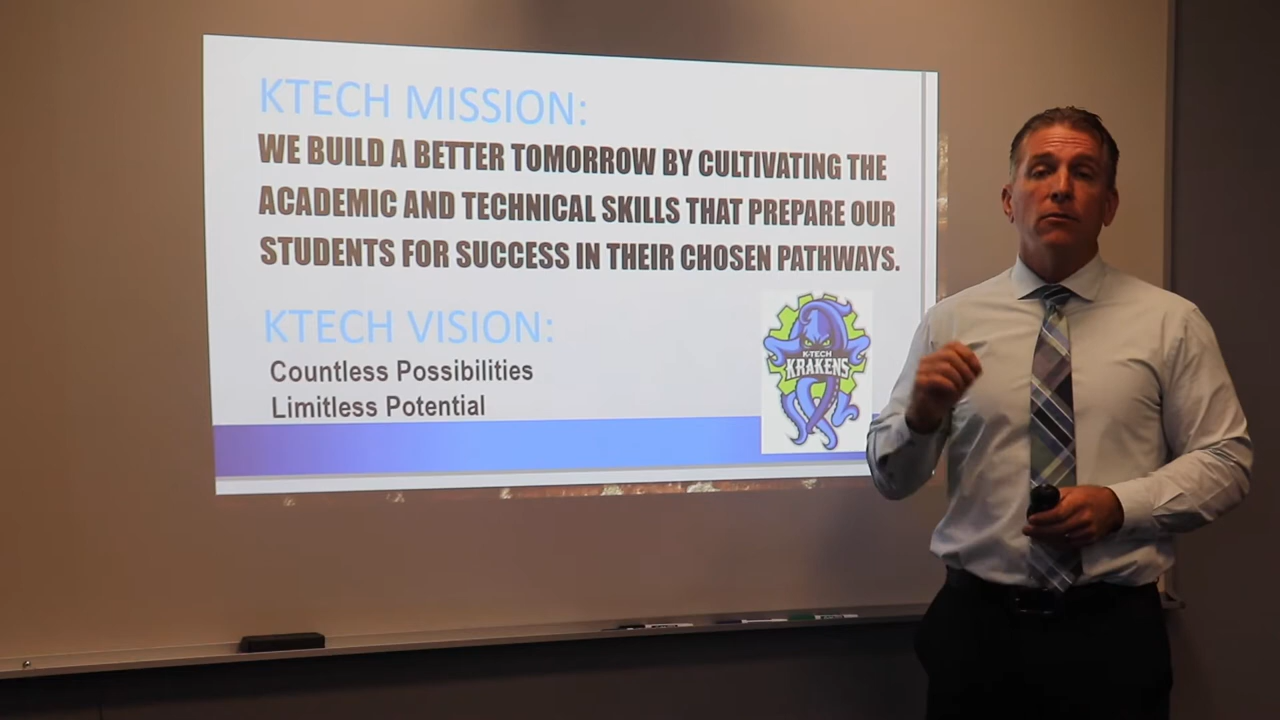 KTECH MISSION:
WE BUILD A BETTER TOMORROW BY CULTIVATING THE
ACADEMIC AND TECHNICAL SKILLS THAT PREPARE OUR
STUDENTS FOR SUCCESS IN THEIR CHOSEN PATHWAYS.
KTECH VISION:
Countless Possibilities
Limitless Potential
K-TECH
KRAKENS